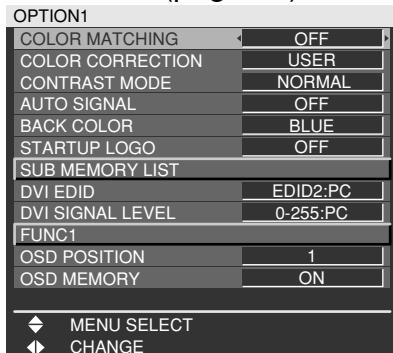 OPTION1
COLOR MATCHING OFF
COLOR CORRECTION USER
CONTRAST MODE NORMAL
AUTO SIGNAL OFF
BACK COLOR BLUE
STARTUP LOGO OFF
SUB MEMORY LIST
DVI EDID EDID2:PC
DVI SIGNAL LEVEL 0-255:PC
FUNC1
OSD POSITION 1
OSD MEMORY ON
MENU SELECT
CHANGE